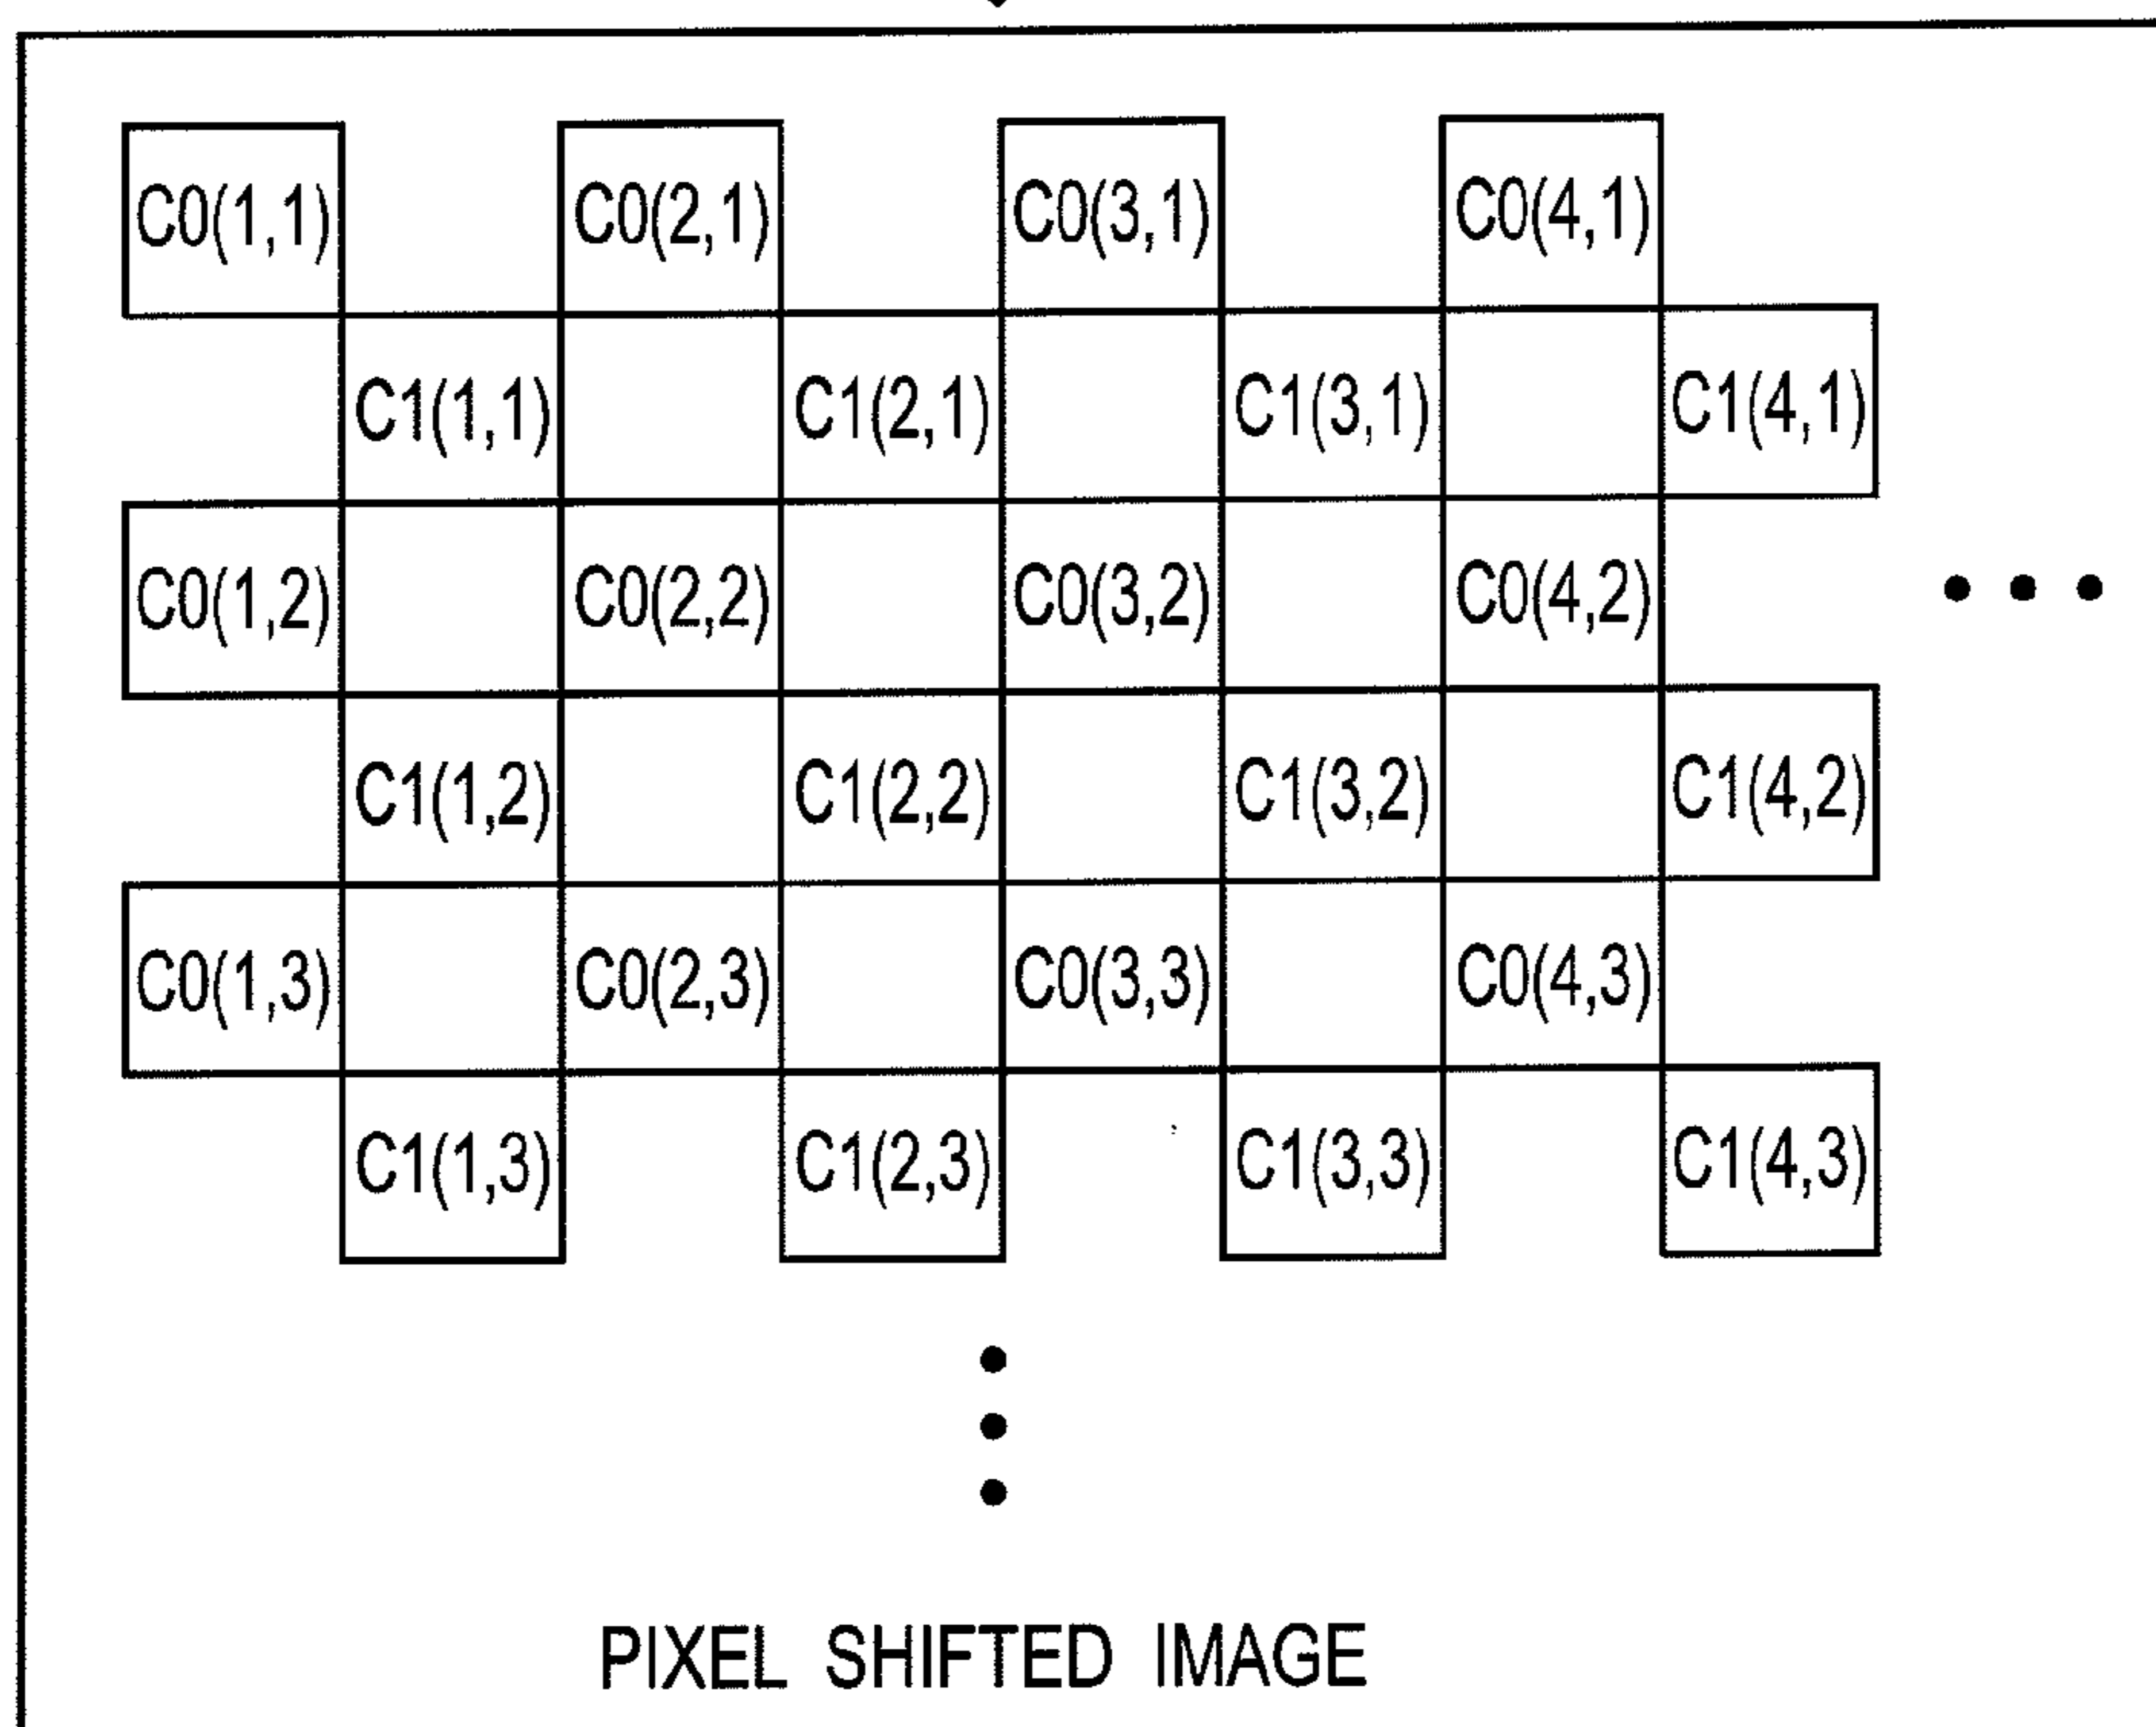 C0(1,1) C0(2,1) C0(3,1) C0(4,1)
C1(1,1) C1(2,1) C1(3,1) C1(4,1)
C0(1,2) C0(2,2) C0(3,2) C0(4,2)
C1(1,2) C1(2,2) C1(3,2) C1(4,2)
C0(1,3) C0(2,3) C0(3,3) C0(4,3)
C1(1,3) C1(2,3) C1(3,3) C1(4,3)
PIXEL SHIFTED IMAGE